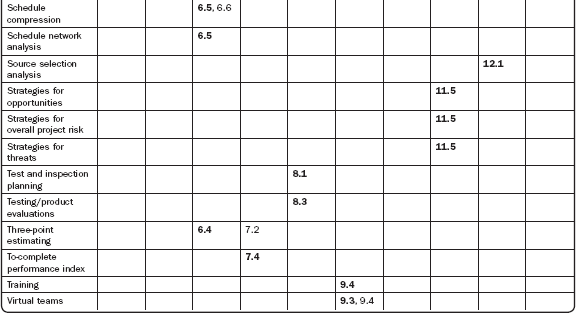 Schedule
compression
6.5, 6.6
Schedule network
analysis
6.5
Source selection
analysis
12.1
Strategies for
opportunities
11.5
Strategies for
overall project risk
11.5
Strategies for
threats
11.5
Test and inspection
planning
8.1
Testing/product
evaluations
8.3
Three-point
estimating
6.4 7.2
To-complete
performance index
7.4
Training 9.4
Virtual teams 9.3, 9.4